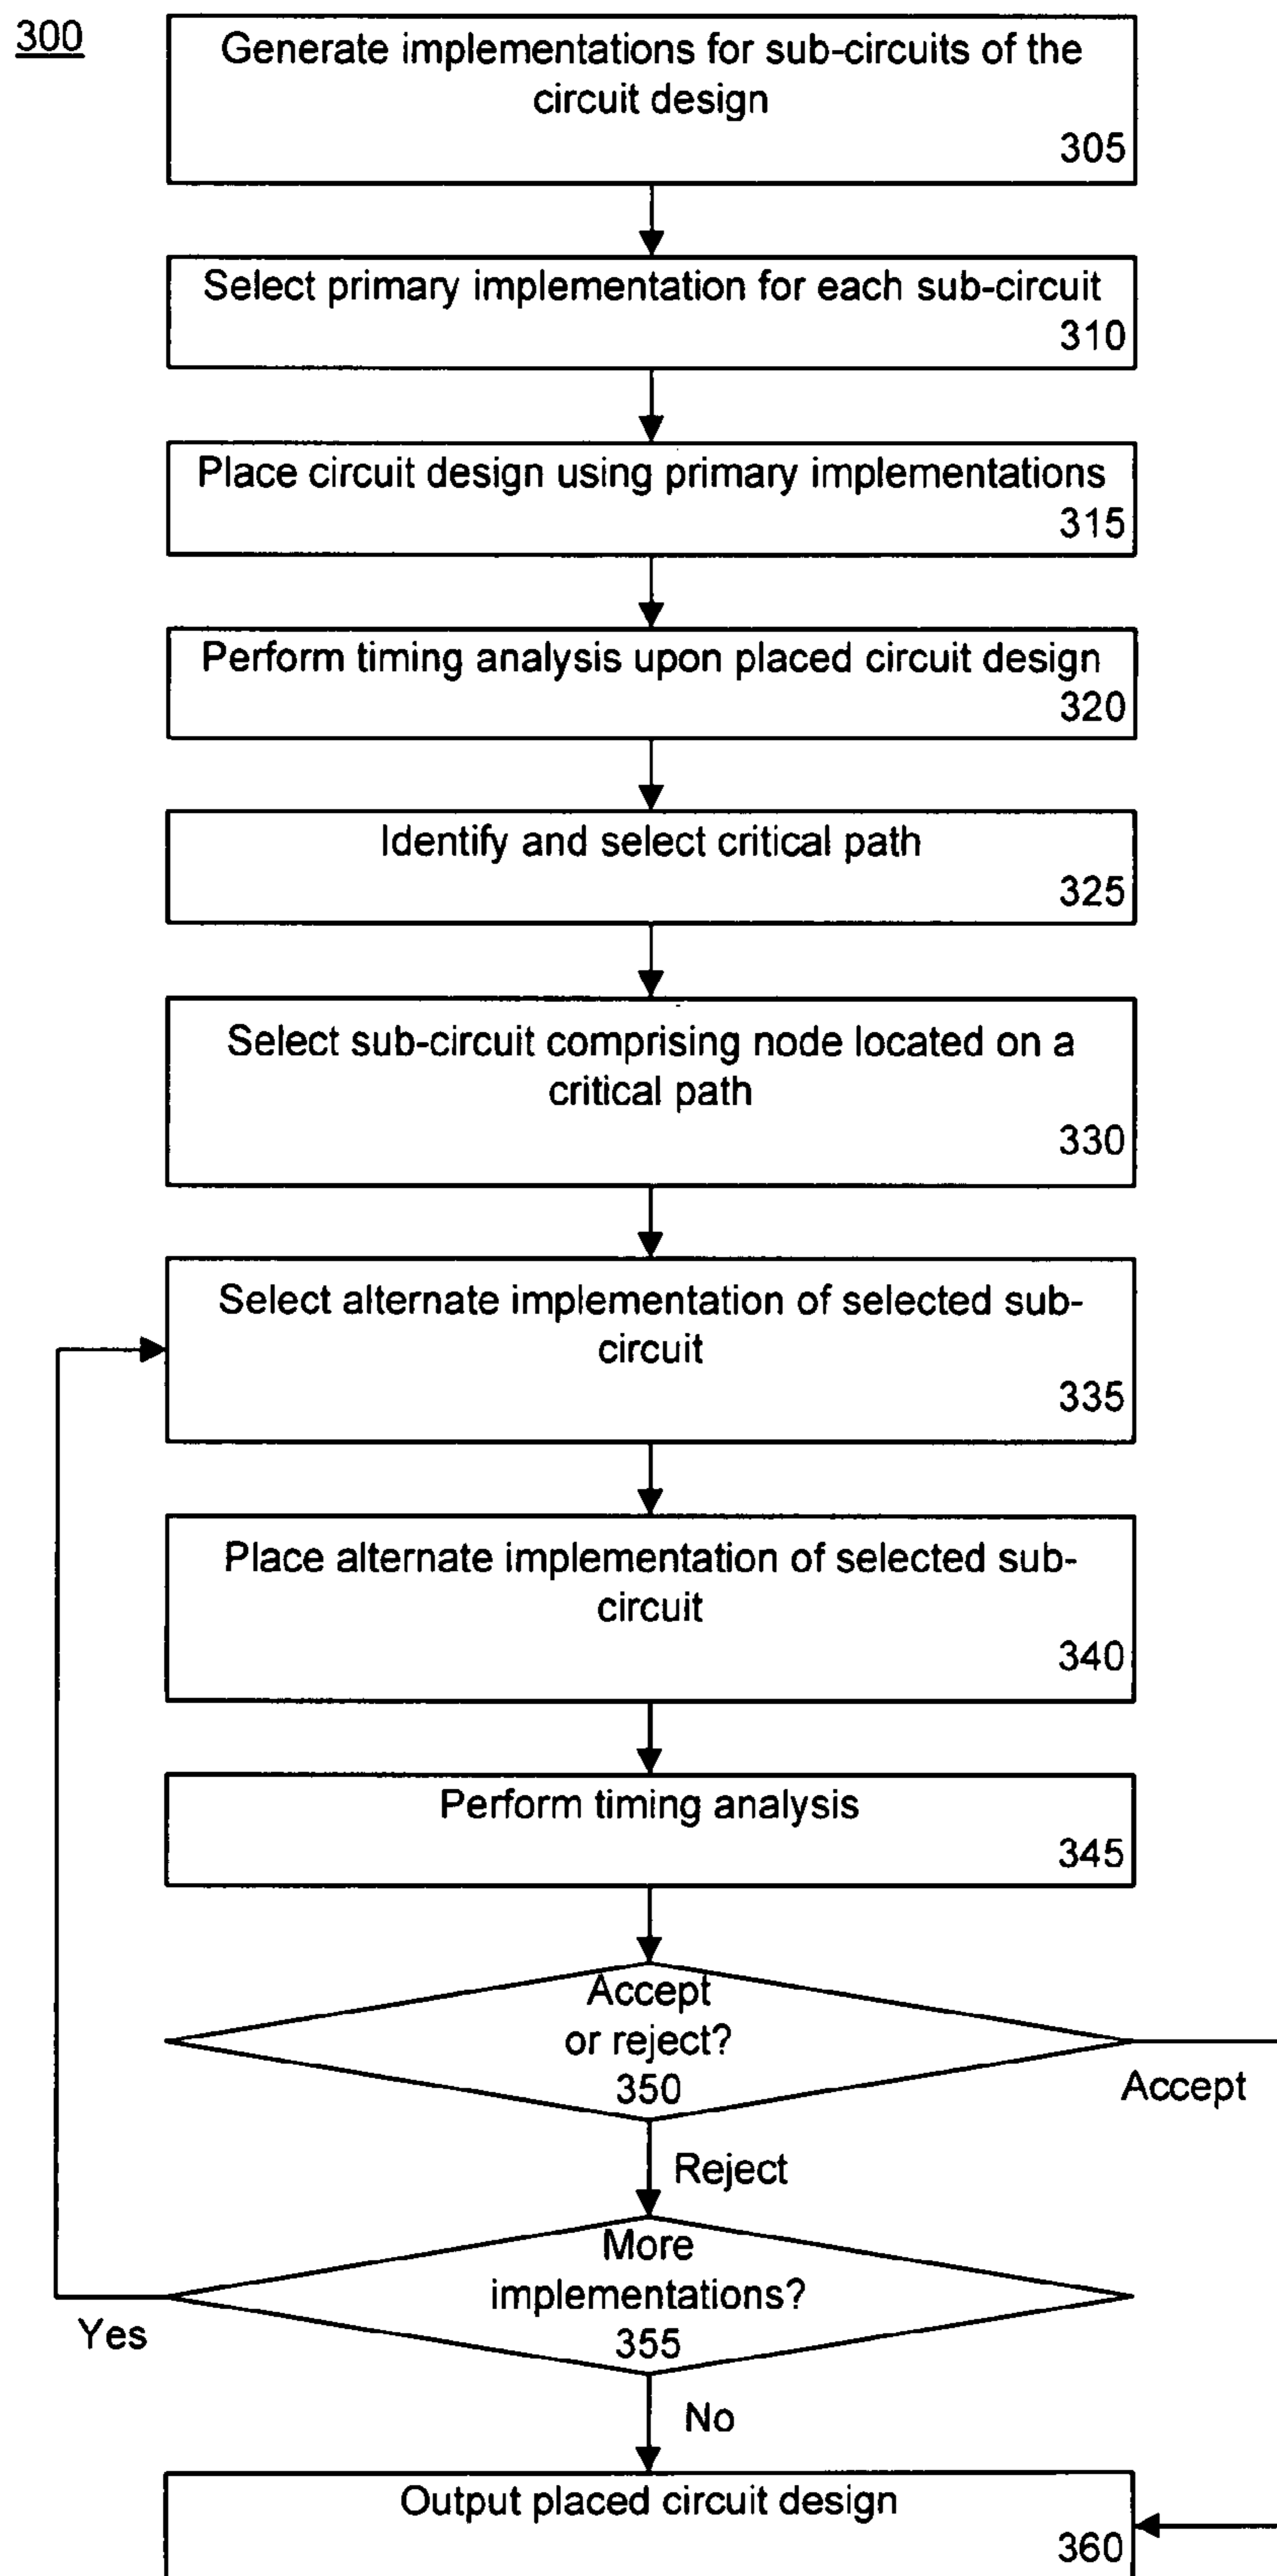 300
Generate implementations for sub-circuits of the
circuit design
305
Select primary implementation for each sub-circuit
310
Place circuit design using primary implementations
315
Perform timing analysis upon placed circuit design
320
Identify and select critical path
325
Select sub-circuit comprising node located on a
critical path
330
Select alternate implementation of selected sub-
circuit
335
Place alternate implementation of selected sub-
circuit
340
Perform timing analysis
345
Accept
or reject?
350
Accept
Reject
More
implementations?
355
Yes
No
Output placed circuit design
360